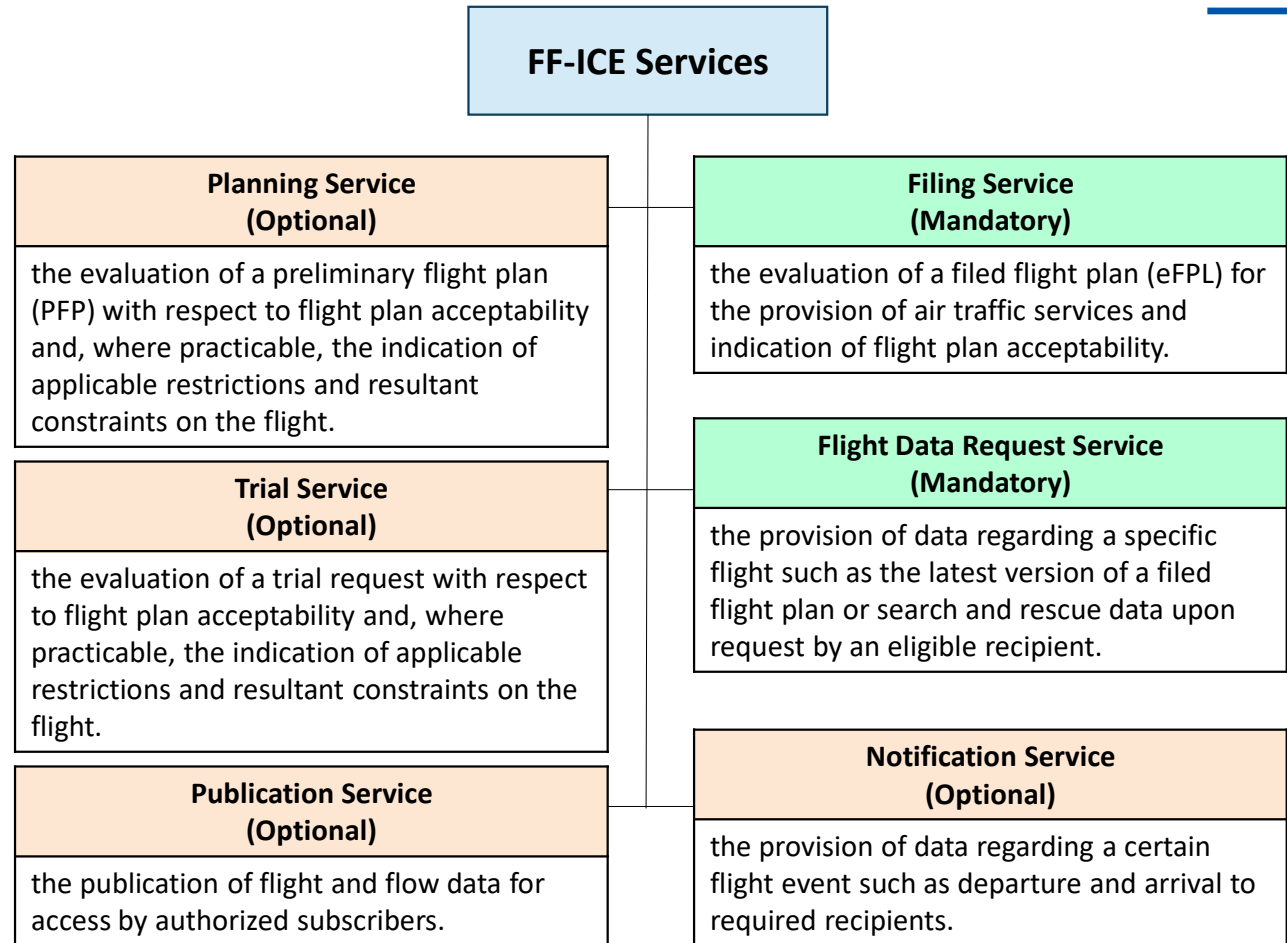 FF-ICE Services
Planning Service
(Optional)
the evaluation of a preliminary flight plan
(PFP) with respect to flight plan acceptability
and, where practicable, the indication of
applicable restrictions and resultant
constraints on the flight.
Filing Service
(Mandatory)
the evaluation of a filed flight plan (eFPL) for
the provision of air traffic services and
indication of flight plan acceptability.
Trial Service
(Optional)
the evaluation of a trial request with respect
to flight plan acceptability and, where
practicable, the indication of applicable
restrictions and resultant constraints on the
flight.
Flight Data Request Service
(Mandatory)
the provision of data regarding a specific
flight such as the latest version of a filed
flight plan or search and rescue data upon
request by an eligible recipient.
Publication Service
(Optional)
the publication of flight and flow data for
access by authorized subscribers.
Notification Service
(Optional)
the provision of data regarding a certain
flight event such as departure and arrival to
required recipients.